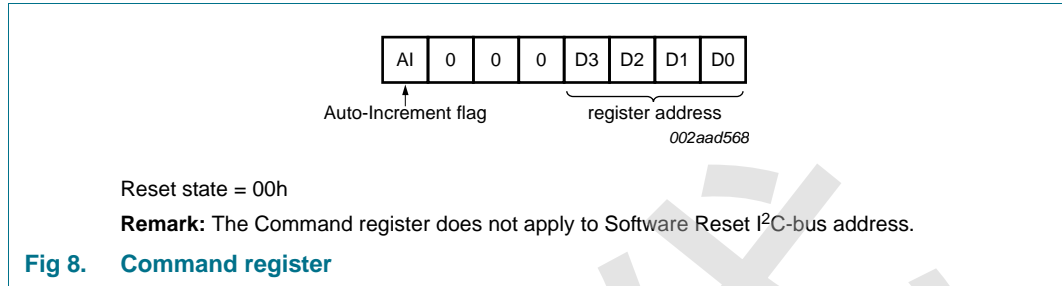 AI 0 0 0 D3 D2 D1 D0
Auto-Increment flag register address
002aad568
Reset state = 00h
Remark: The Command register does not apply to Software Reset I²C-bus address.
Fig 8. Command register